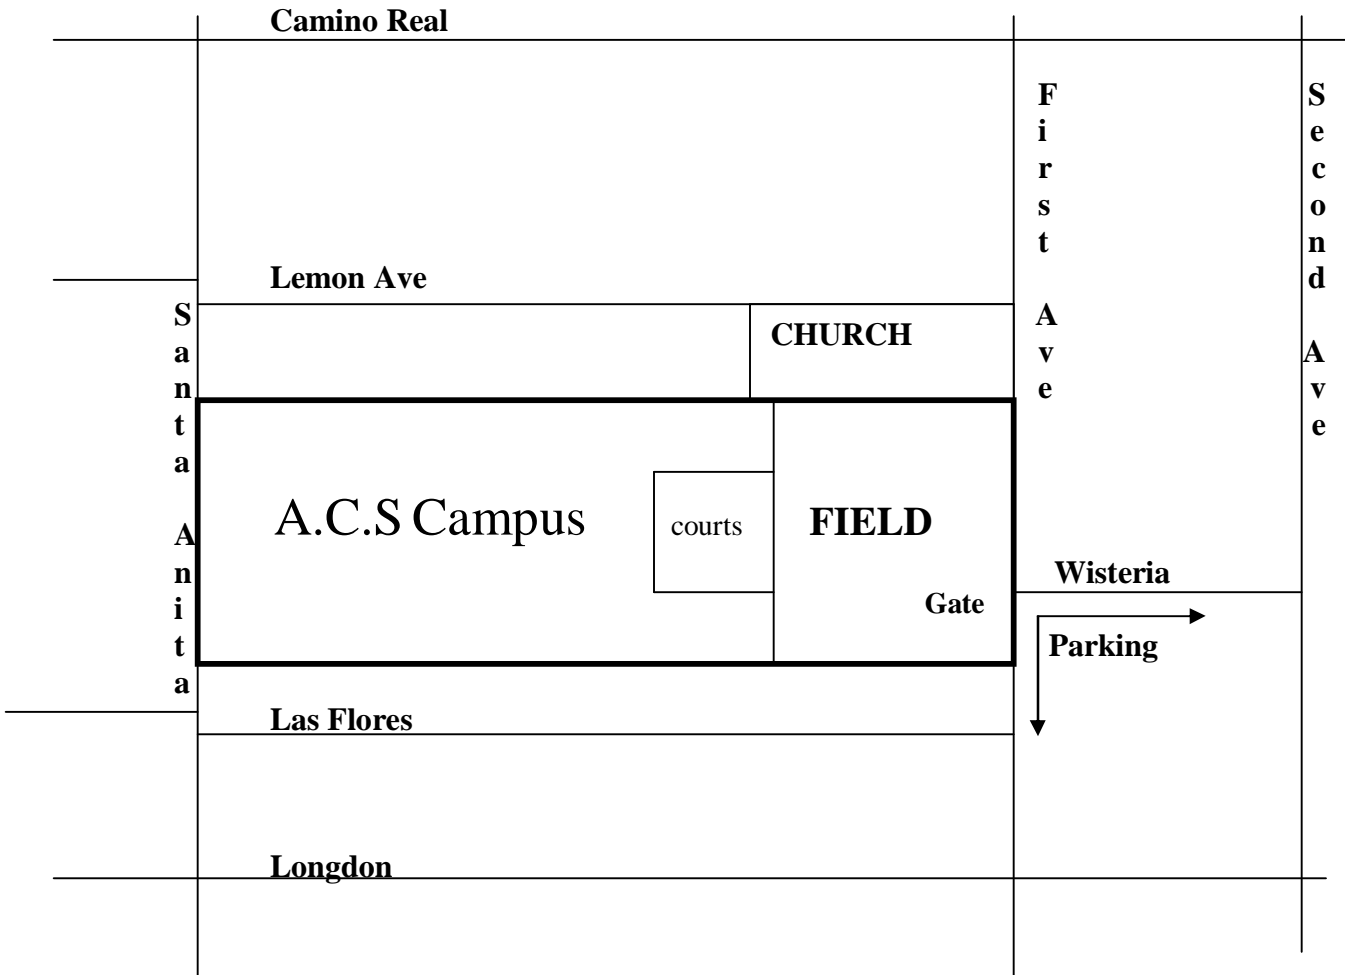 Camino Real
First Ave
Second Ave
Lemon Ave
Santa Anita
CHURCH
A.C.S Campus
courts
FIELD
Wisteria
Gate
Parking
Las Flores
Longdon